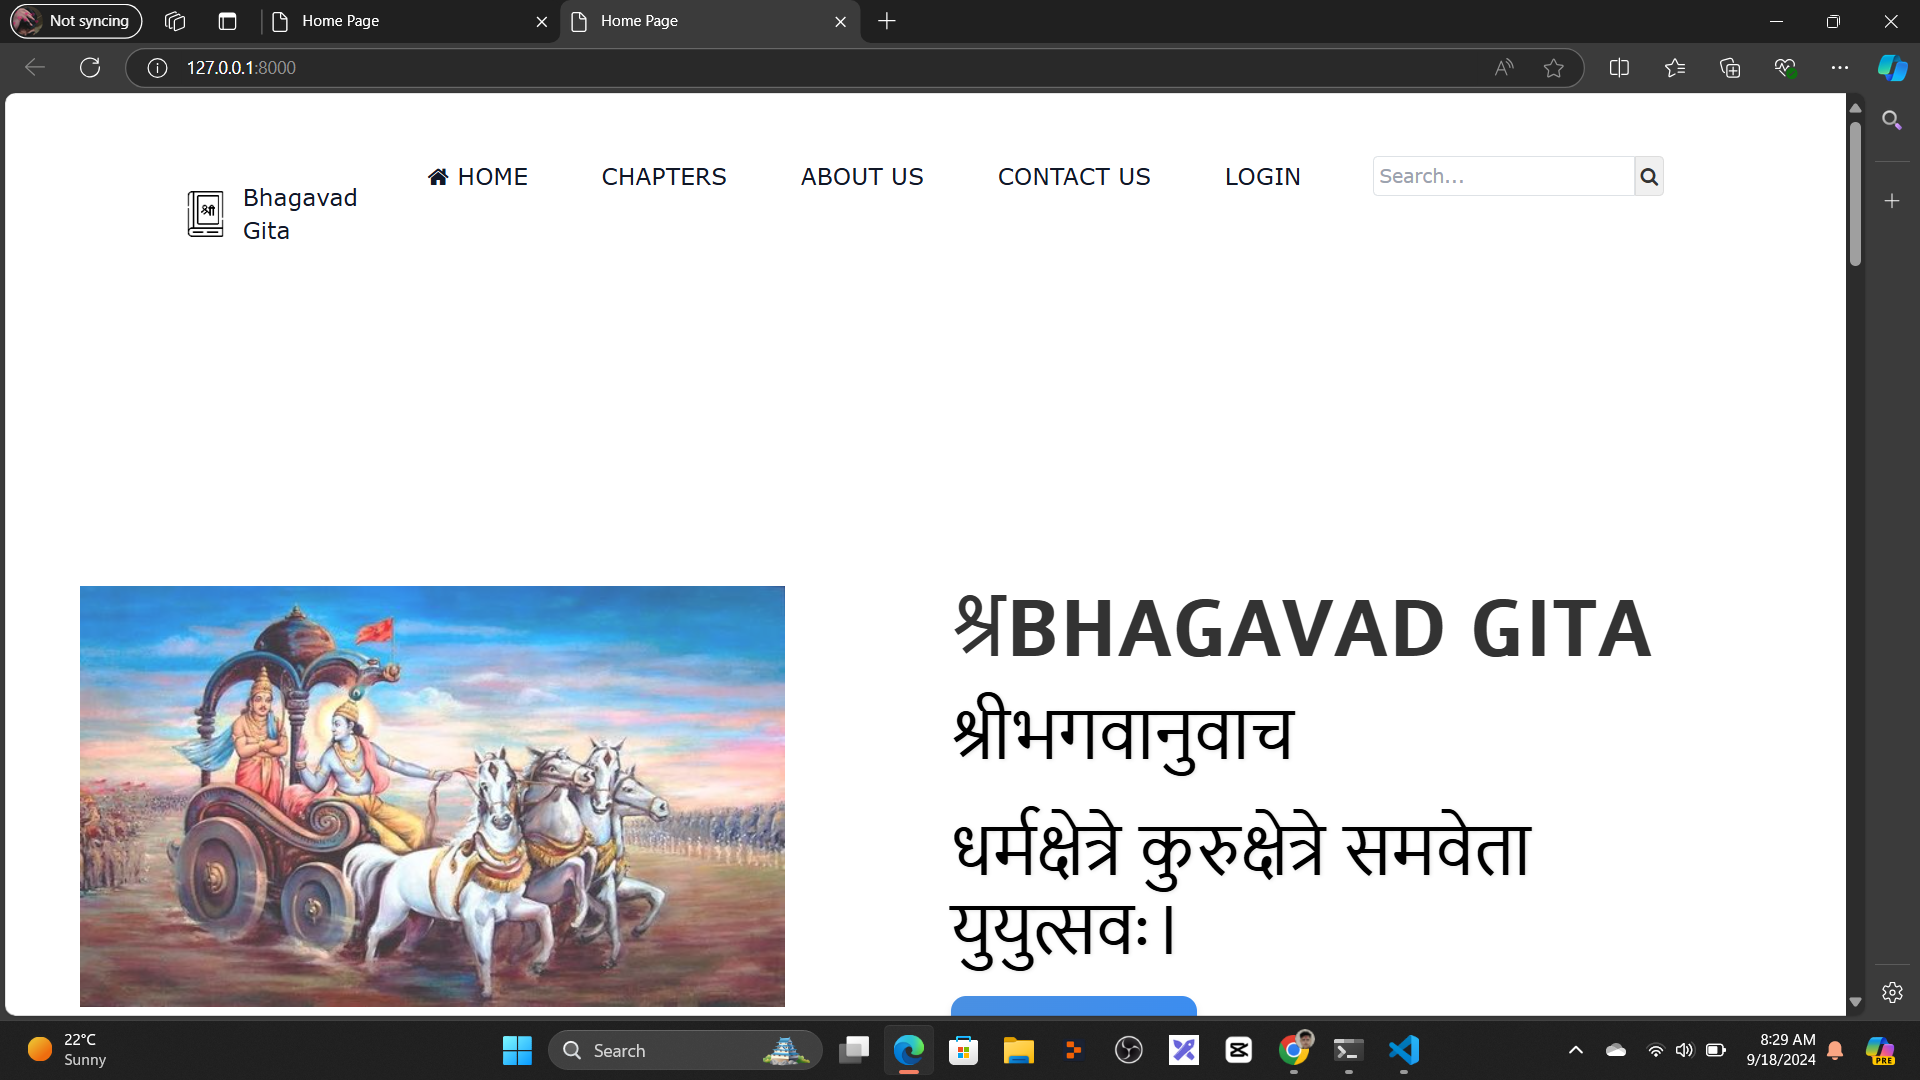 Not syncing
Home Page
Home Page
127.0.0.1:8000
श्री
Bhagavad
Gita
HOME
CHAPTERS
ABOUT US
CONTACT US
LOGIN
Search...
श्रBHAGAVAD GITA
श्रीभगवानुवाच
धर्मक्षेत्रे कुरुक्षेत्रे समवेता
युयुत्सवः।
22°C
Sunny
Search
8:29 AM
9/18/2024
PRE